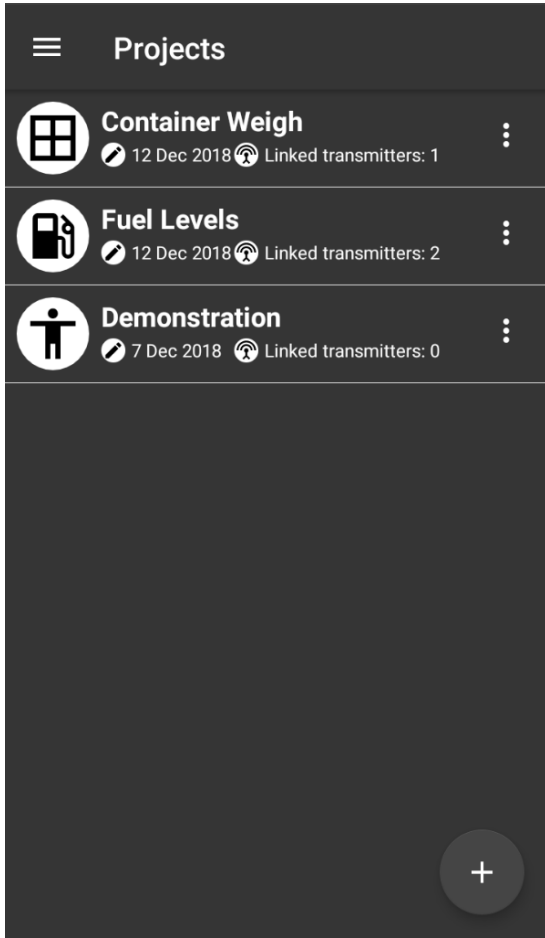 Projects
Container Weigh
12 Dec 2018 Linked transmitters: 1
Fuel Levels
12 Dec 2018 Linked transmitters: 2
Demonstration
7 Dec 2018 Linked transmitters: 0